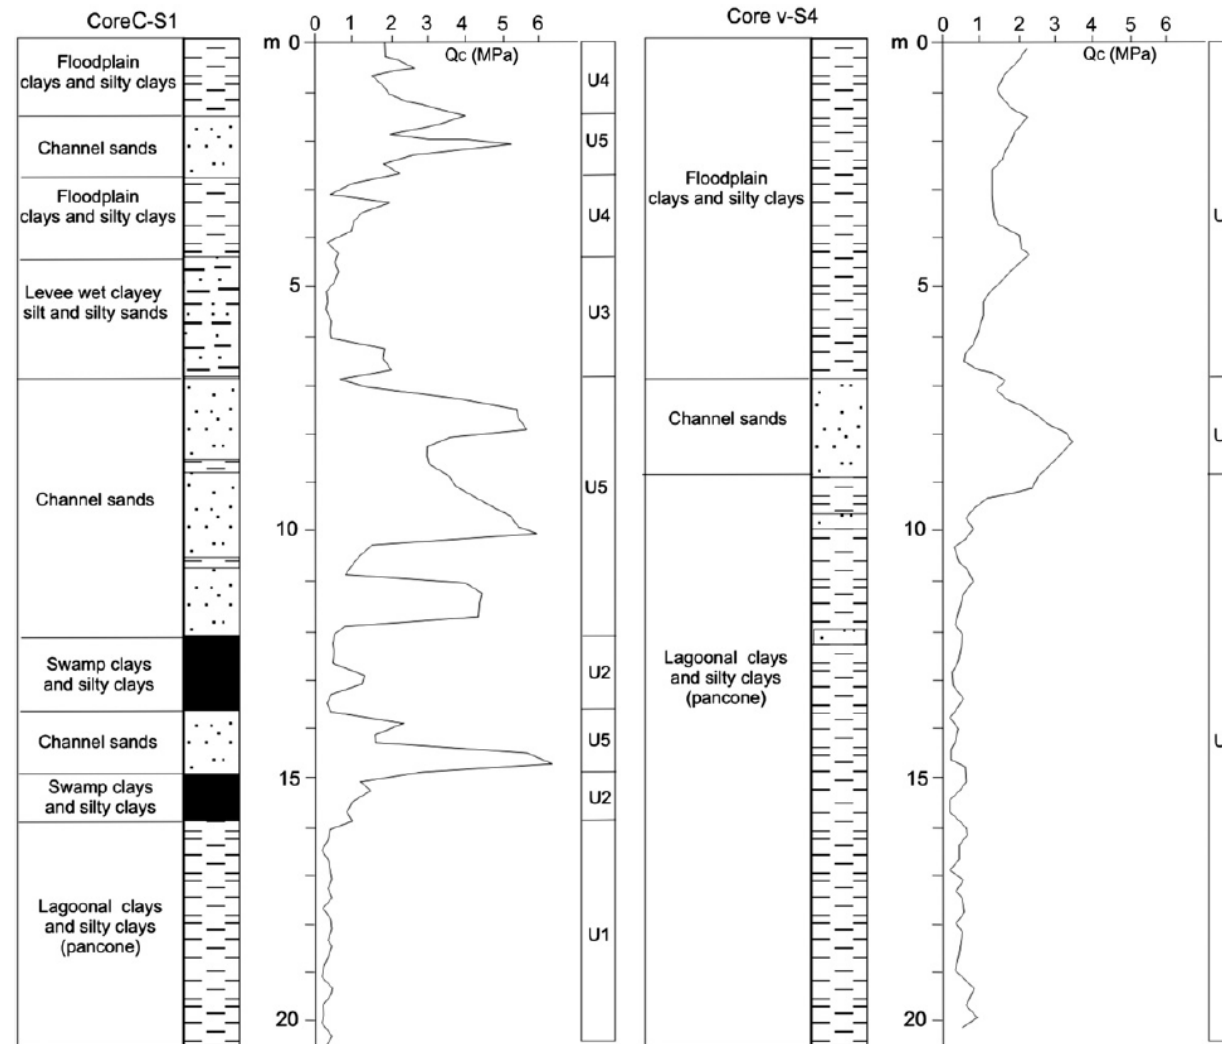 CoreC-S1
Floodplain
clays and silty clays
Channel sands
Floodplain
clays and silty clays
Levee wet clayey
silt and silty sands
Channel sands
Swamp clays
and silty clays
Channel sands
Swamp clays
and silty clays
Lagoonal clays
and silty clays
(pancone)
0 1 2 3 4 5 6
m 0
Qc (MPa)
5
10
15
20
U4
U5
U4
U3
U5
U2
U5
U2
U1
Core v-S4
Floodplain
clays and silty clays
Channel sands
Lagoonal clays
and silty clays
(pancone)
0 1 2 3 4 5 6
m 0
Qc (MPa)
5
10
15
20
U
U
U